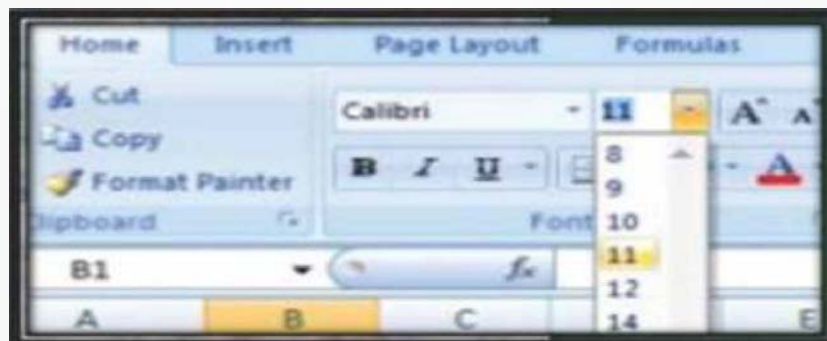 Home Insert Page Layout Formulas
Cut
Copy
Format Painter
Calibri 11 A A
B I U A
8
9
10
11
12
14
B1 fx
A B C E